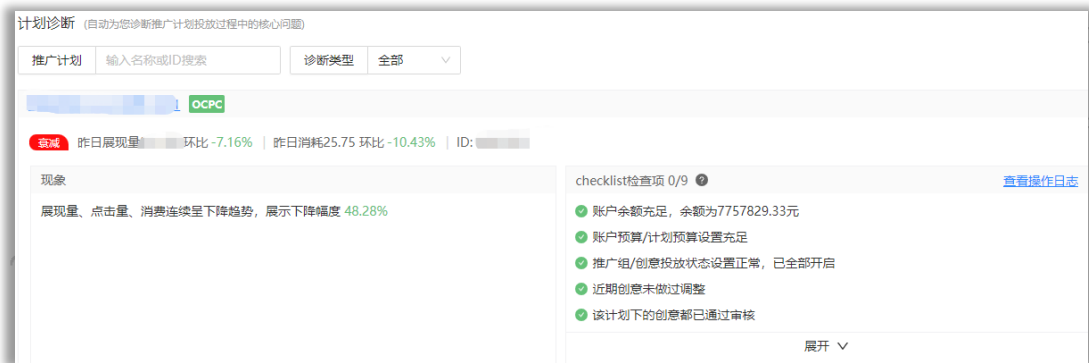 计划诊断 (自动为您诊断推广计划投放过程中的核心问题)
推广计划 输入名称或ID搜索 诊断类型 全部
OCPC
衰减 昨日展现量 环比 -7.16% | 昨日消耗25.75 环比 -10.43% | ID:
现象
展现量、点击量、消费连续呈下降趋势，展示下降幅度 48.28%
checklist检查项 0/9 ? 查看操作日志
账户余额充足，余额为7757829.33元
账户预算/计划预算设置充足
推广组/创意投放状态设置正常，已全部开启
近期创意未做过调整
该计划下的创意都已通过审核
展开